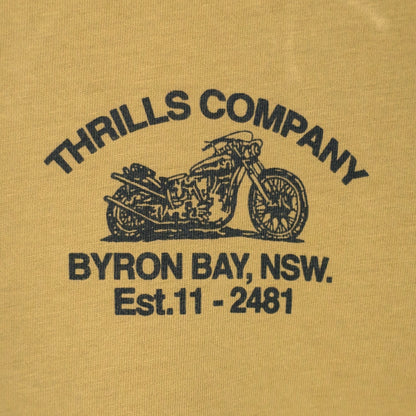 THRILLS COMPANY
BYRON BAY, NSW.
Est.11 - 2481